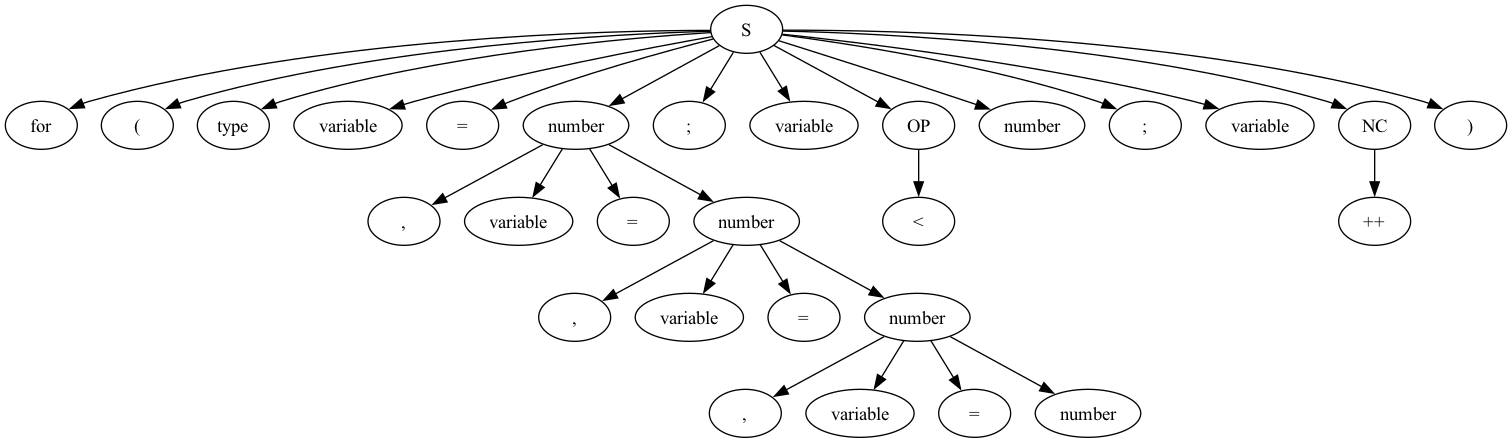 S
for ( type variable = number ; variable OP number ; variable NC )
, variable = number < ++
, variable = number
, variable = number